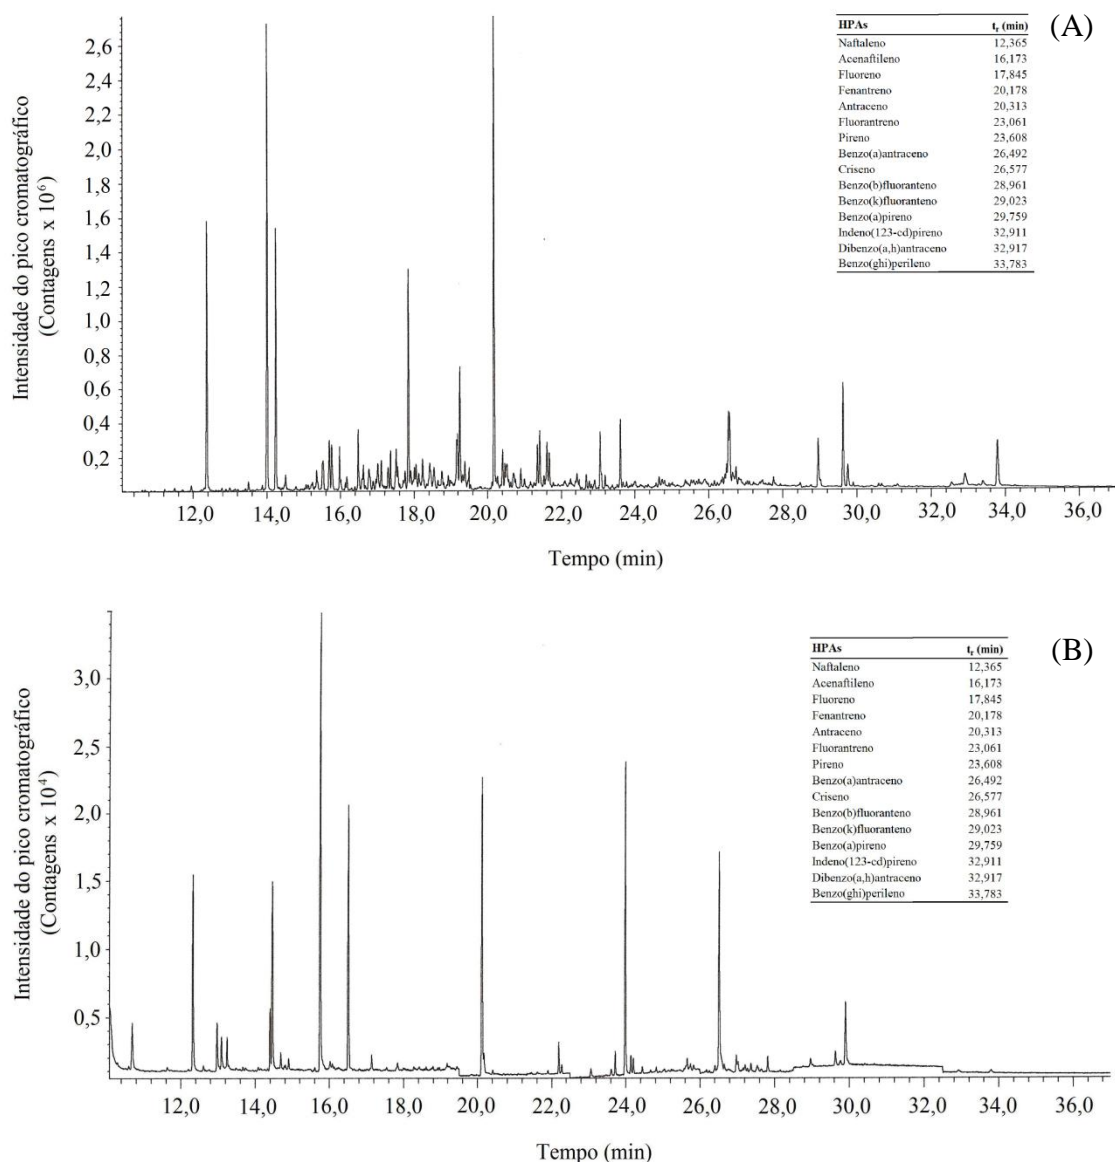 (A)
HPAs t_r (min)
Naftaleno 12,365
Acenaftileno 16,173
Fluoreno 17,845
Fenantreno 20,178
Antraceno 20,313
Fluorantreno 23,061
Pireno 23,608
Benzo(a)antraceno 26,492
Criseno 26,577
Benzo(b)fluoranteno 28,961
Benzo(k)fluoranteno 29,023
Benzo(a)pireno 29,759
Indeno(123-cd)pireno 32,911
Dibenzo(a,h)antraceno 32,917
Benzo(ghi)perileno 33,783
Intensidade do pico cromatográfico
(Contagens x 10⁶)
2,6
2,4
2,2
2,0
1,8
1,6
1,4
1,2
1,0
0,8
0,6
0,4
0,2
12,0 14,0 16,0 18,0 20,0 22,0 24,0 26,0 28,0 30,0 32,0 34,0 36,0
Tempo (min)
(B)
HPAs t_r (min)
Naftaleno 12,365
Acenaftileno 16,173
Fluoreno 17,845
Fenantreno 20,178
Antraceno 20,313
Fluorantreno 23,061
Pireno 23,608
Benzo(a)antraceno 26,492
Criseno 26,577
Benzo(b)fluoranteno 28,961
Benzo(k)fluoranteno 29,023
Benzo(a)pireno 29,759
Indeno(123-cd)pireno 32,911
Dibenzo(a,h)antraceno 32,917
Benzo(ghi)perileno 33,783
Intensidade do pico cromatográfico
(Contagens x 10⁴)
3,0
2,5
2,0
1,5
1,0
0,5
12,0 14,0 16,0 18,0 20,0 22,0 24,0 26,0 28,0 30,0 32,0 34,0 36,0
Tempo (min)